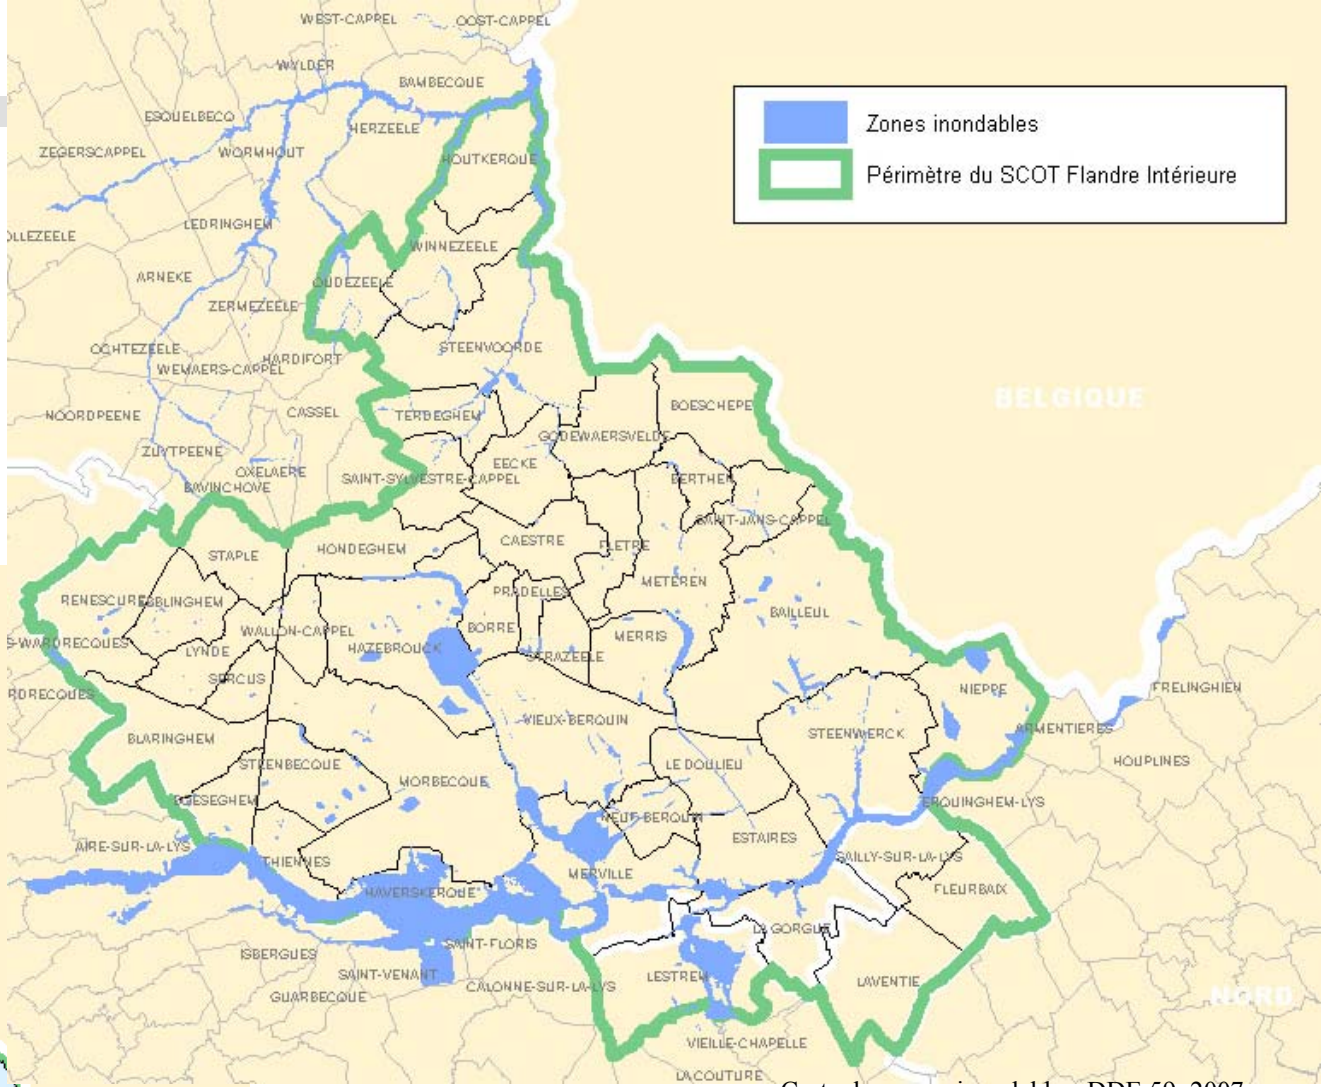 WEST-CAPPEL
OOST-CAPPEL
WYLDER
BAMBECQUE
ESQUELBECQ
HERZEELE
Zones inondables
ZEGERSCAPPEL
WORMHOUT
HOUTKERQUE
Périmètre du SCOT Flandre Intérieure
LEDRINGHEM
OLLEZEELE
WINNEZEELE
ARNEKE
OUDEZEELE
ZERMEZEELE
OCHTEZEELE
HARDIFORT
STEENVOORDE
WEMAERS-CAPPEL
BELGIQUE
NOORDPEENE
CASSEL
TERDEGHEM
BOESCHEPE
GODEWAERSVELDE
ZUYTPEENE
OXELAERE
EECKE
BAVINCHOVE
SAINT-SYLVESTRE-CAPPEL
BERTHEN
SAINT-JANS-CAPPEL
STAPLE
HONDEGHEM
CAESTRE
FLETRE
METEREN
RENESCURE
EBBLINGHEM
PRADELLES
BAILLEUL
WALLON-CAPPEL
BORRE
MERRIS
S-WARDRECQUES
LYNDE
HAZEBROUCK
STRAZEELE
SERCUS
RDRECQUES
NIEPPE
FRELINGHIEN
VIEUX-BERQUIN
ARMENTIERES
BLARINGHEM
STEENWERCK
STEENBECQUE
LE DOULIEU
HOUPLINES
MORBECQUE
BOESEGHEM
ERQUINGHEM-LYS
NEUF-BERQUIN
ESTAIRES
AIRE-SUR-LA-LYS
THIENNES
SAILLY-SUR-LA-LYS
MERVILLE
HAVERSKERQUE
FLEURBAIX
LA GORGUE
ISBERGUES
SAINT-FLORIS
SAINT-VENANT
LESTREM
LAVENTIE
CALONNE-SUR-LA-LYS
GUARBECQUE
NORD
VIEILLE-CHAPELLE
LACOUTURE